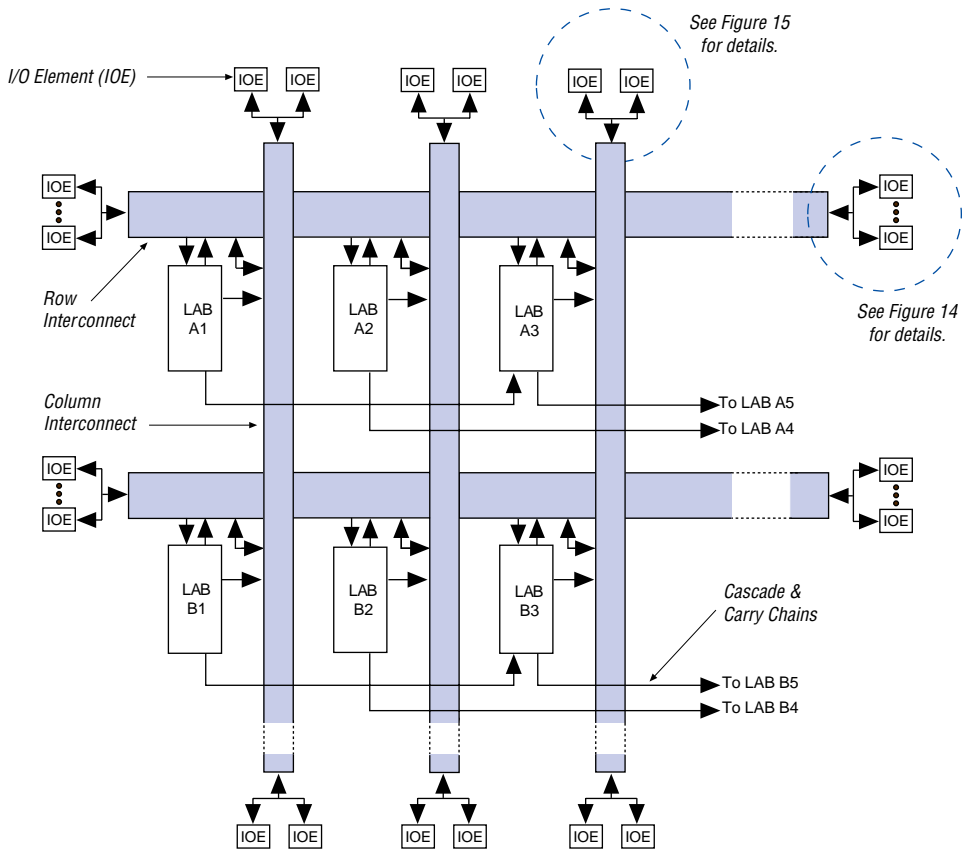 See Figure 15
for details.
I/O Element (IOE)
IOE
IOE
IOE
IOE
IOE
IOE
IOE
IOE
IOE
IOE
Row
Interconnect
LAB
A1
LAB
A2
LAB
A3
See Figure 14
for details.
Column
Interconnect
To LAB A5
To LAB A4
IOE
IOE
IOE
IOE
LAB
B1
LAB
B2
LAB
B3
Cascade &
Carry Chains
To LAB B5
To LAB B4
IOE
IOE
IOE
IOE
IOE
IOE